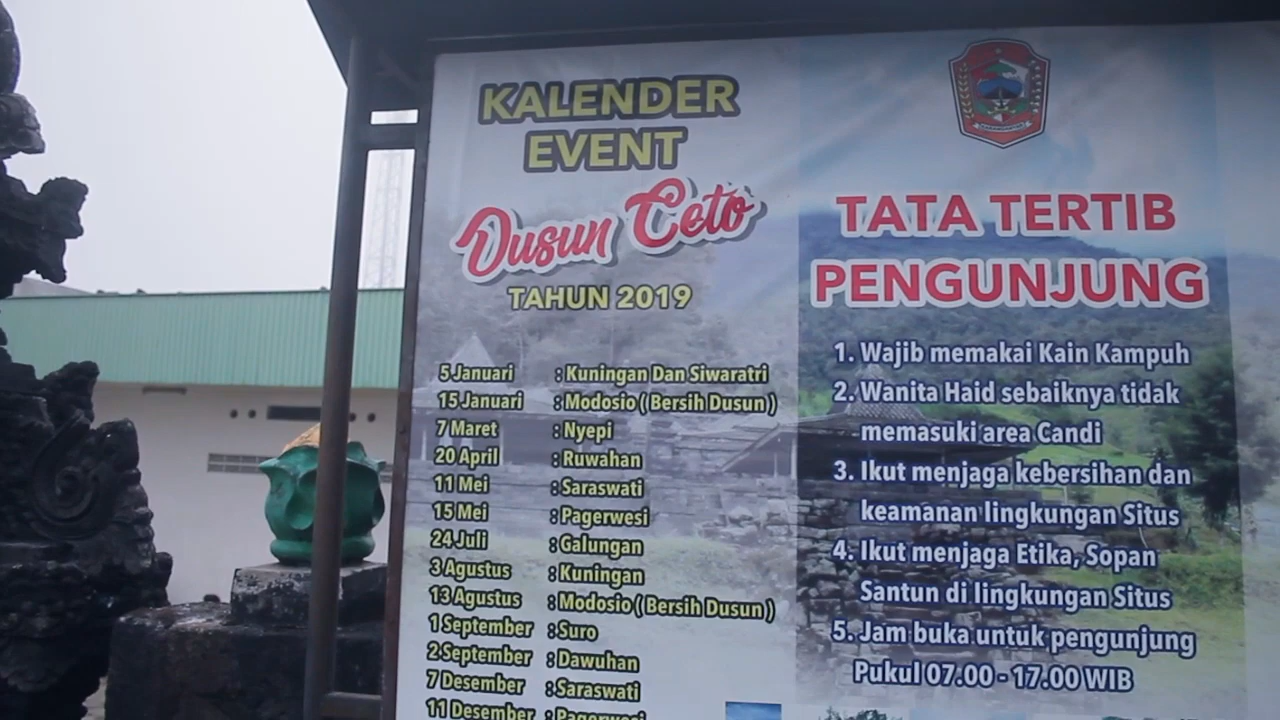 KALENDER
EVENT
Dusun Ceto
TAHUN 2019
5 Januari : Kuningan Dan Siwaratri
15 Januari : Modosio ( Bersih Dusun )
7 Maret : Nyepi
20 April : Ruwahan
11 Mei : Saraswati
15 Mei : Pagerwesi
24 Juli : Galungan
3 Agustus : Kuningan
13 Agustus : Modosio ( Bersih Dusun )
1 September : Suro
2 September : Dawuhan
7 Desember : Saraswati
11 Desember : Pagerwesi
KARANGANYAR
TATA TERTIB
PENGUNJUNG
1. Wajib memakai Kain Kampuh
2. Wanita Haid sebaiknya tidak
memasuki area Candi
3. Ikut menjaga kebersihan dan
keamanan lingkungan Situs
4. Ikut menjaga Etika, Sopan
Santun di lingkungan Situs
5. Jam buka untuk pengunjung
Pukul 07.00 - 17.00 WIB